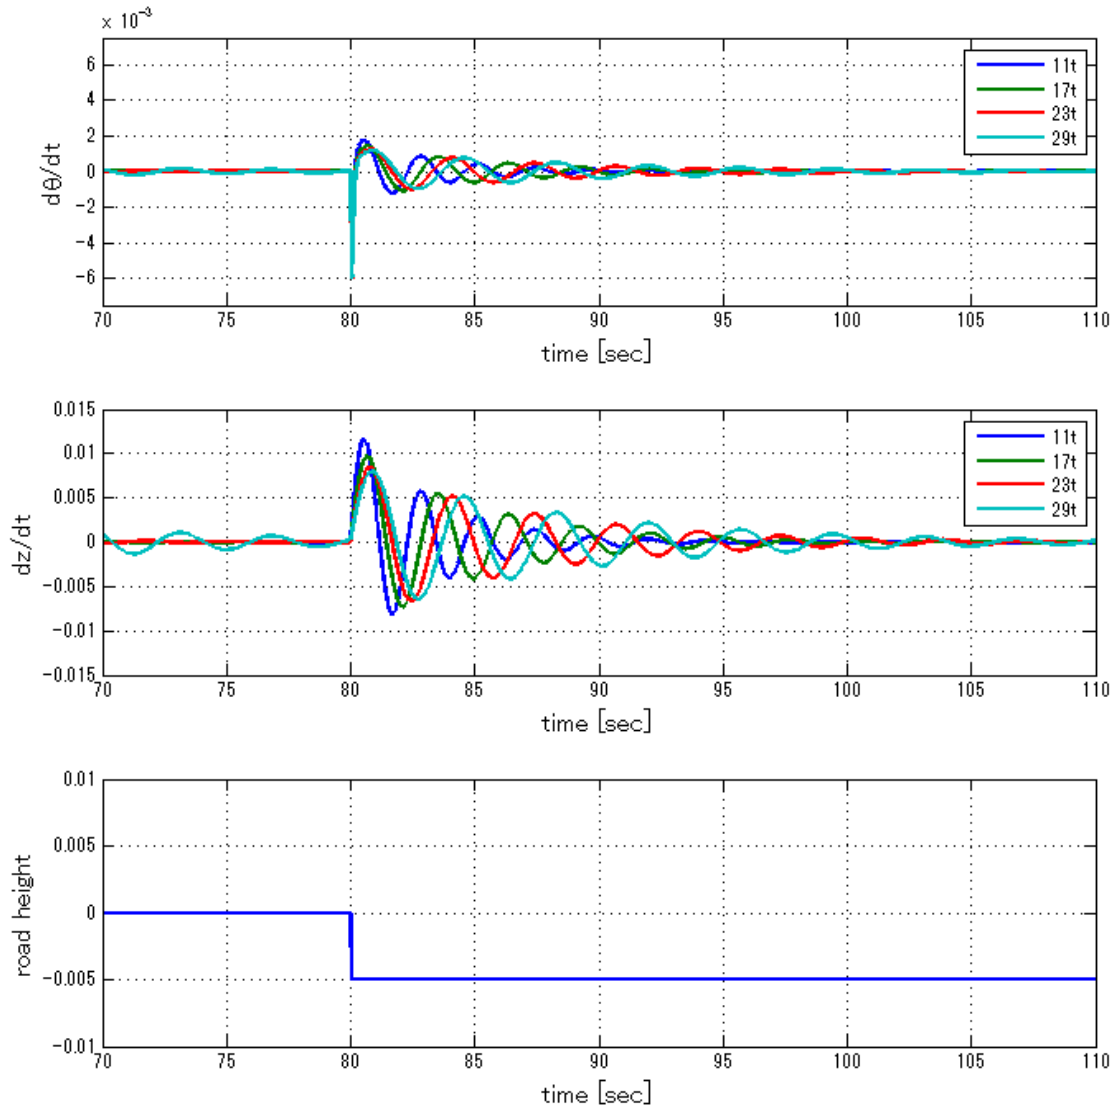 × 10⁻³
6
4
2
0
−2
−4
−6
dθ/dt
70 75 80 85 90 95 100 105 110
time [sec]
11t
17t
23t
29t
0.015
0.01
0.005
0
−0.005
−0.01
−0.015
dz/dt
70 75 80 85 90 95 100 105 110
time [sec]
11t
17t
23t
29t
0.01
0.005
0
−0.005
−0.01
road height
70 75 80 85 90 95 100 105 110
time [sec]